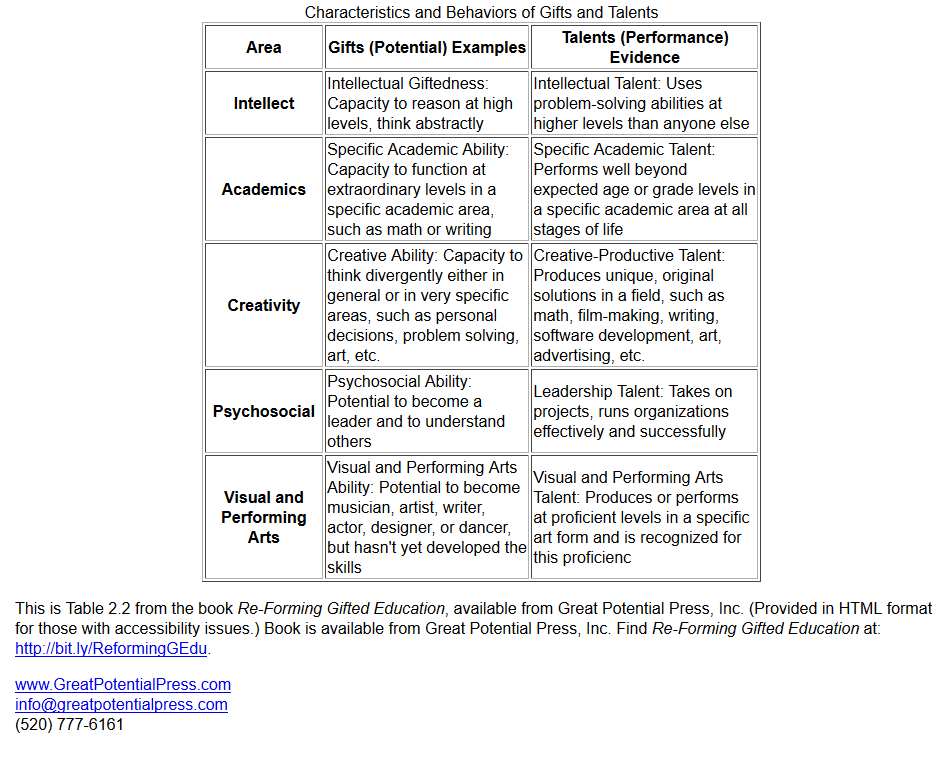 Characteristics and Behaviors of Gifts and Talents
Area
Gifts (Potential) Examples
Talents (Performance)
Evidence
Intellect
Intellectual Giftedness:
Capacity to reason at high
levels, think abstractly
Intellectual Talent: Uses
problem-solving abilities at
higher levels than anyone else
Academics
Specific Academic Ability:
Capacity to function at
extraordinary levels in a
specific academic area,
such as math or writing
Specific Academic Talent:
Performs well beyond
expected age or grade levels in
a specific academic area at all
stages of life
Creativity
Creative Ability: Capacity to
think divergently either in
general or in very specific
areas, such as personal
decisions, problem solving,
art, etc.
Creative-Productive Talent:
Produces unique, original
solutions in a field, such as
math, film-making, writing,
software development, art,
advertising, etc.
Psychosocial
Psychosocial Ability:
Potential to become a
leader and to understand
others
Leadership Talent: Takes on
projects, runs organizations
effectively and successfully
Visual and
Performing
Arts
Visual and Performing Arts
Ability: Potential to become
musician, artist, writer,
actor, designer, or dancer,
but hasn't yet developed the
skills
Visual and Performing Arts
Talent: Produces or performs
at proficient levels in a specific
art form and is recognized for
this proficienc
This is Table 2.2 from the book Re-Forming Gifted Education, available from Great Potential Press, Inc. (Provided in HTML format
for those with accessibility issues.) Book is available from Great Potential Press, Inc. Find Re-Forming Gifted Education at:
http://bit.ly/ReformingGEdu.
www.GreatPotentialPress.com
info@greatpotentialpress.com
(520) 777-6161